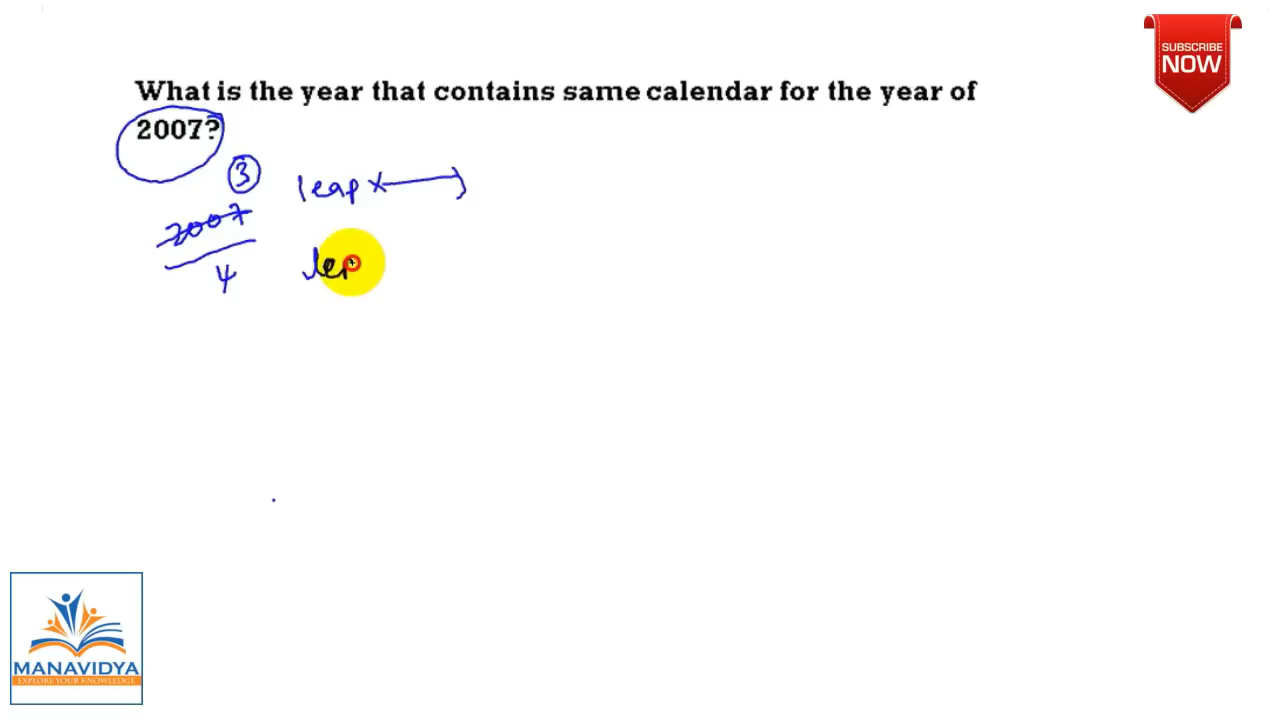 What is the year that contains same calendar for the year of
2007?
3
leap ×
2007
4
SUBSCRIBE
NOW
MANAVIDYA
EXPLORE YOUR KNOWLEDGE